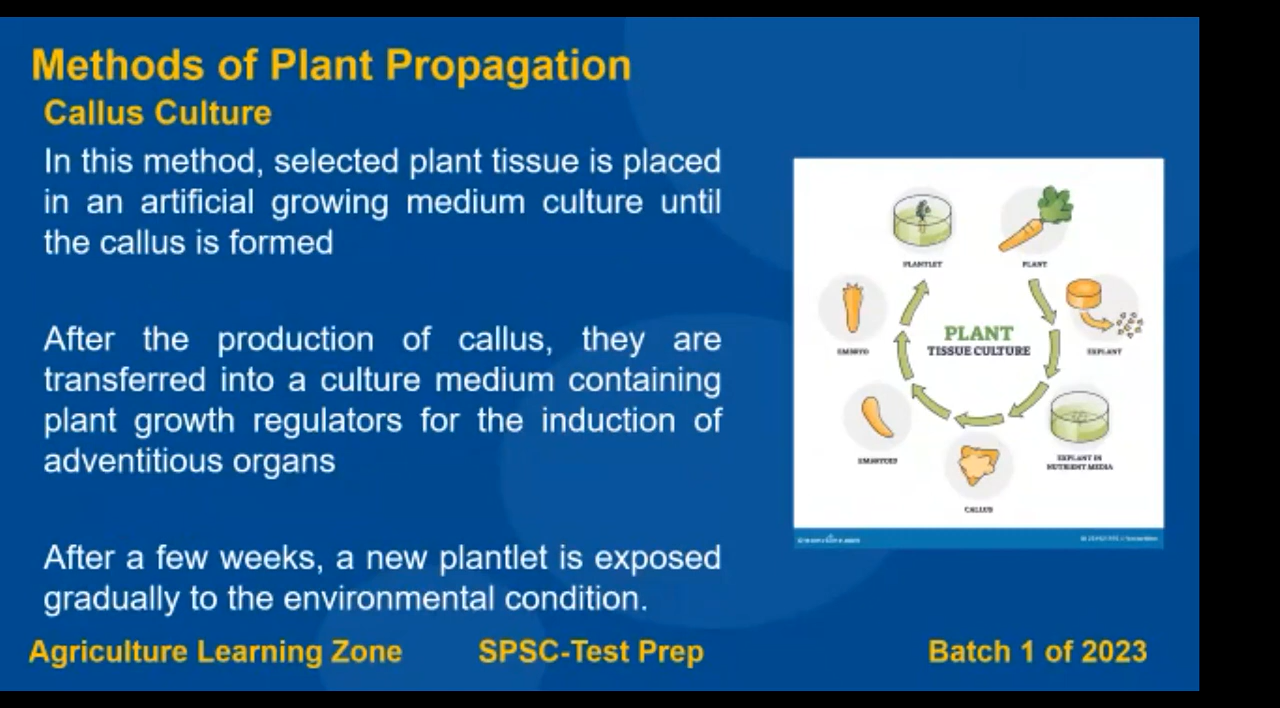 Methods of Plant Propagation
Callus Culture
In this method, selected plant tissue is placed
in an artificial growing medium culture until
the callus is formed
After the production of callus, they are
transferred into a culture medium containing
plant growth regulators for the induction of
adventitious organs
After a few weeks, a new plantlet is exposed
gradually to the environmental condition.
PLANTLET
PLANT
EMBRYO
PLANT
TISSUE CULTURE
EXPLANT
EMBRYOID
EXPLANT IN
NUTRIENT MEDIA
CALLUS
Agriculture Learning Zone
SPSC-Test Prep
Batch 1 of 2023